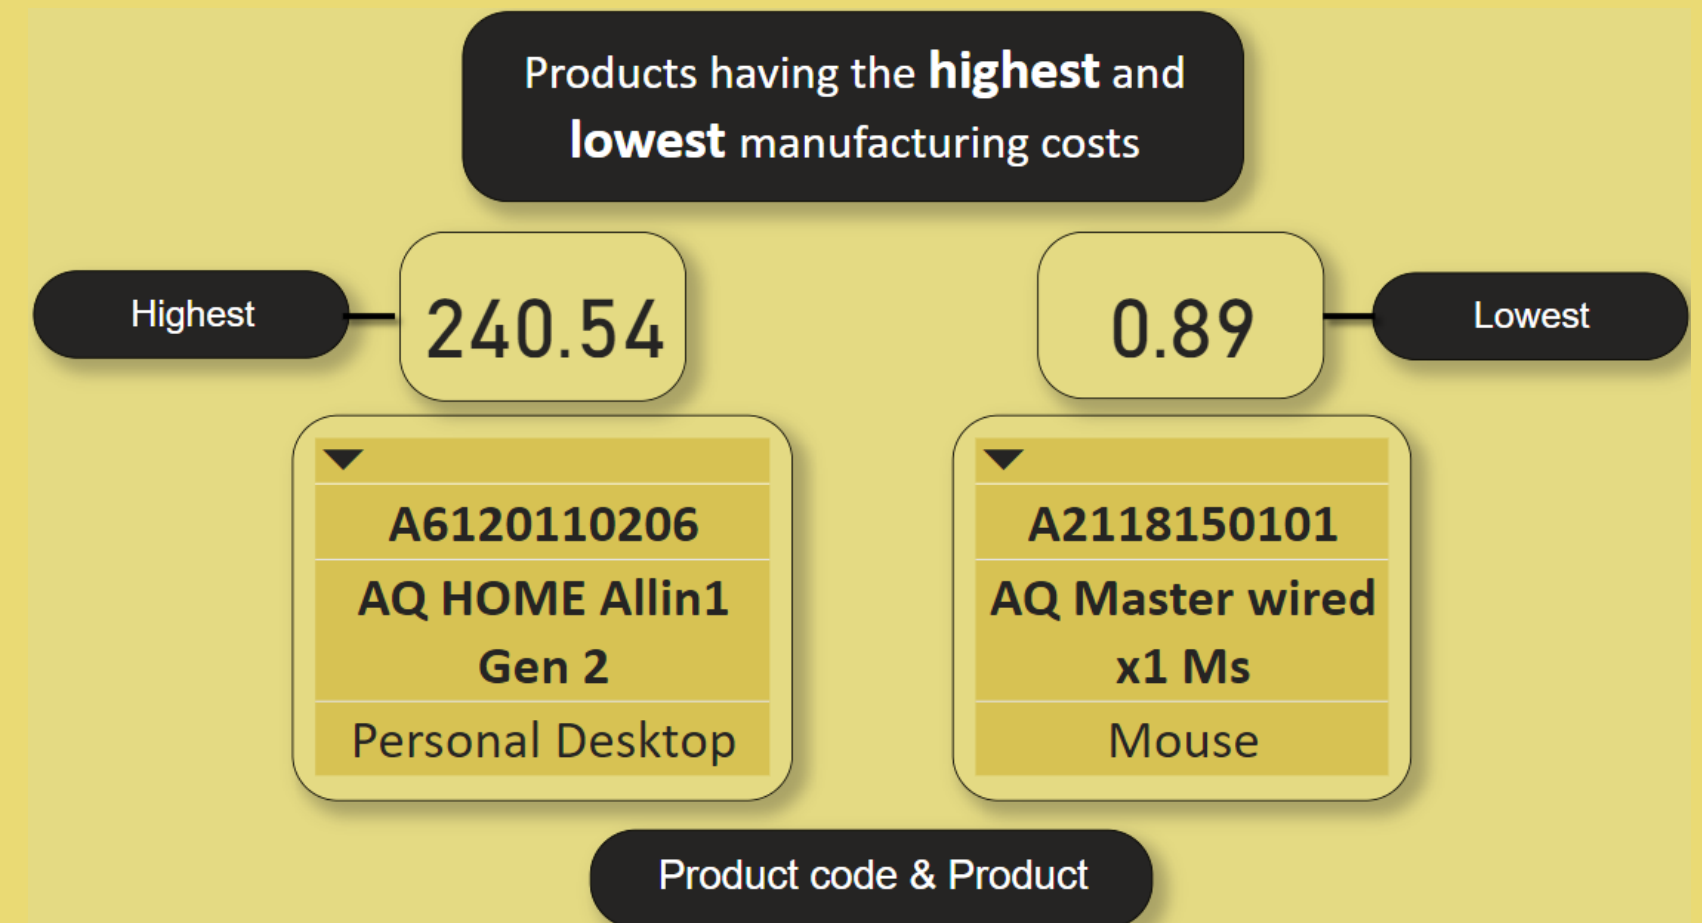 Products having the highest and
lowest manufacturing costs
Highest
240.54
0.89
Lowest
A6120110206
AQ HOME Allin1
Gen 2
Personal Desktop
A2118150101
AQ Master wired
x1 Ms
Mouse
Product code & Product